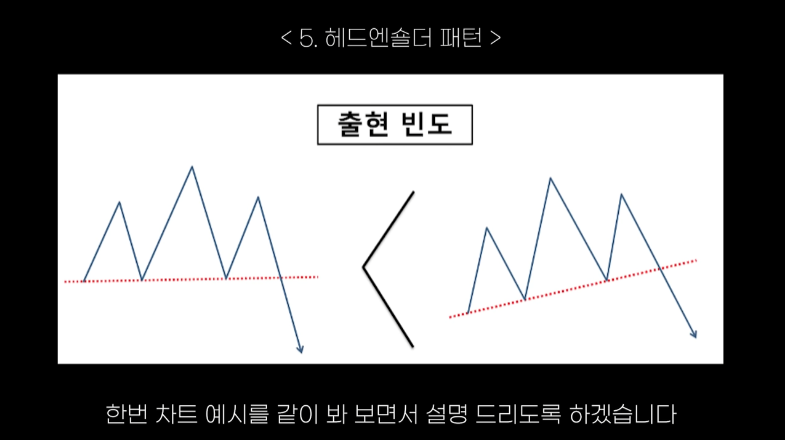 < 5. 헤드엔숄더 패턴 >
출현 빈도
한번 차트 예시를 같이 봐 보면서 설명 드리도록 하겠습니다